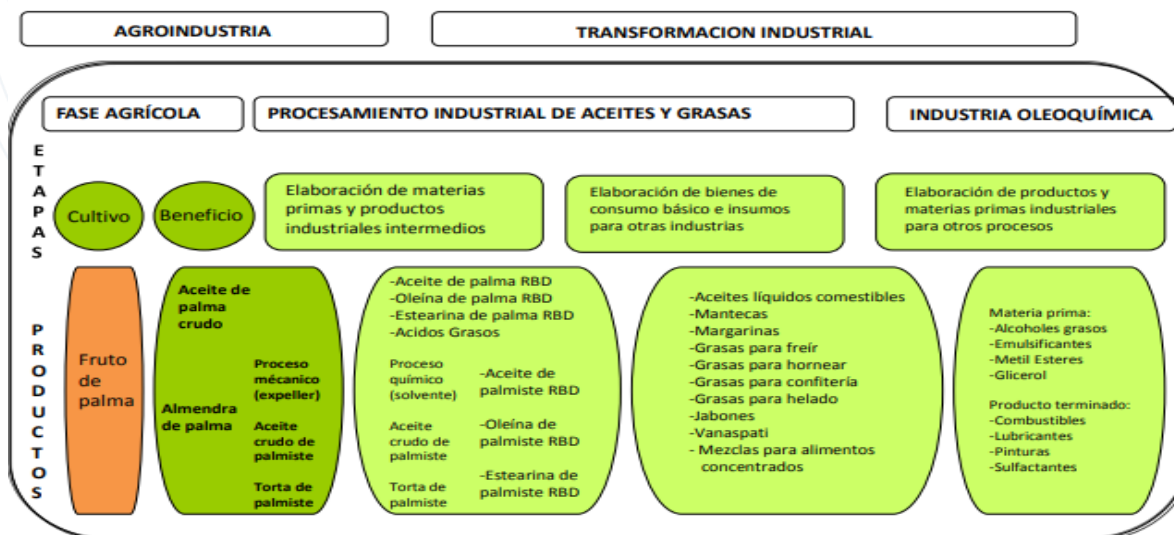 AGROINDUSTRIA
TRANSFORMACION INDUSTRIAL
FASE AGRÍCOLA
PROCESAMIENTO INDUSTRIAL DE ACEITES Y GRASAS
INDUSTRIA OLEOQUÍMICA
ETAPAS
Cultivo
Beneficio
Elaboración de materias
primas y productos
industriales intermedios
Elaboración de bienes de
consumo básico e insumos
para otras industrias
Elaboración de productos y
materias primas industriales
para otros procesos
PRODUCTOS
Fruto
de
palma
Aceite de
palma
crudo
Almendra
de palma
Proceso
mécanico
(expeller)
Aceite
crudo de
palmiste
Torta de
palmiste
-Aceite de palma RBD
-Oleína de palma RBD
-Estearina de palma RBD
-Acidos Grasos
Proceso
químico
(solvente)
Aceite
crudo de
palmiste
Torta de
palmiste
-Aceite de
palmiste RBD
-Oleína de
palmiste RBD
-Estearina de
palmiste RBD
-Aceites líquidos comestibles
-Mantecas
-Margarinas
-Grasas para freír
-Grasas para hornear
-Grasas para confitería
-Grasas para helado
-Jabones
-Vanaspati
- Mezclas para alimentos
concentrados
Materia prima:
-Alcoholes grasos
-Emulsificantes
-Metil Esteres
-Glicerol
Producto terminado:
-Combustibles
-Lubricantes
-Pinturas
-Sulfactantes